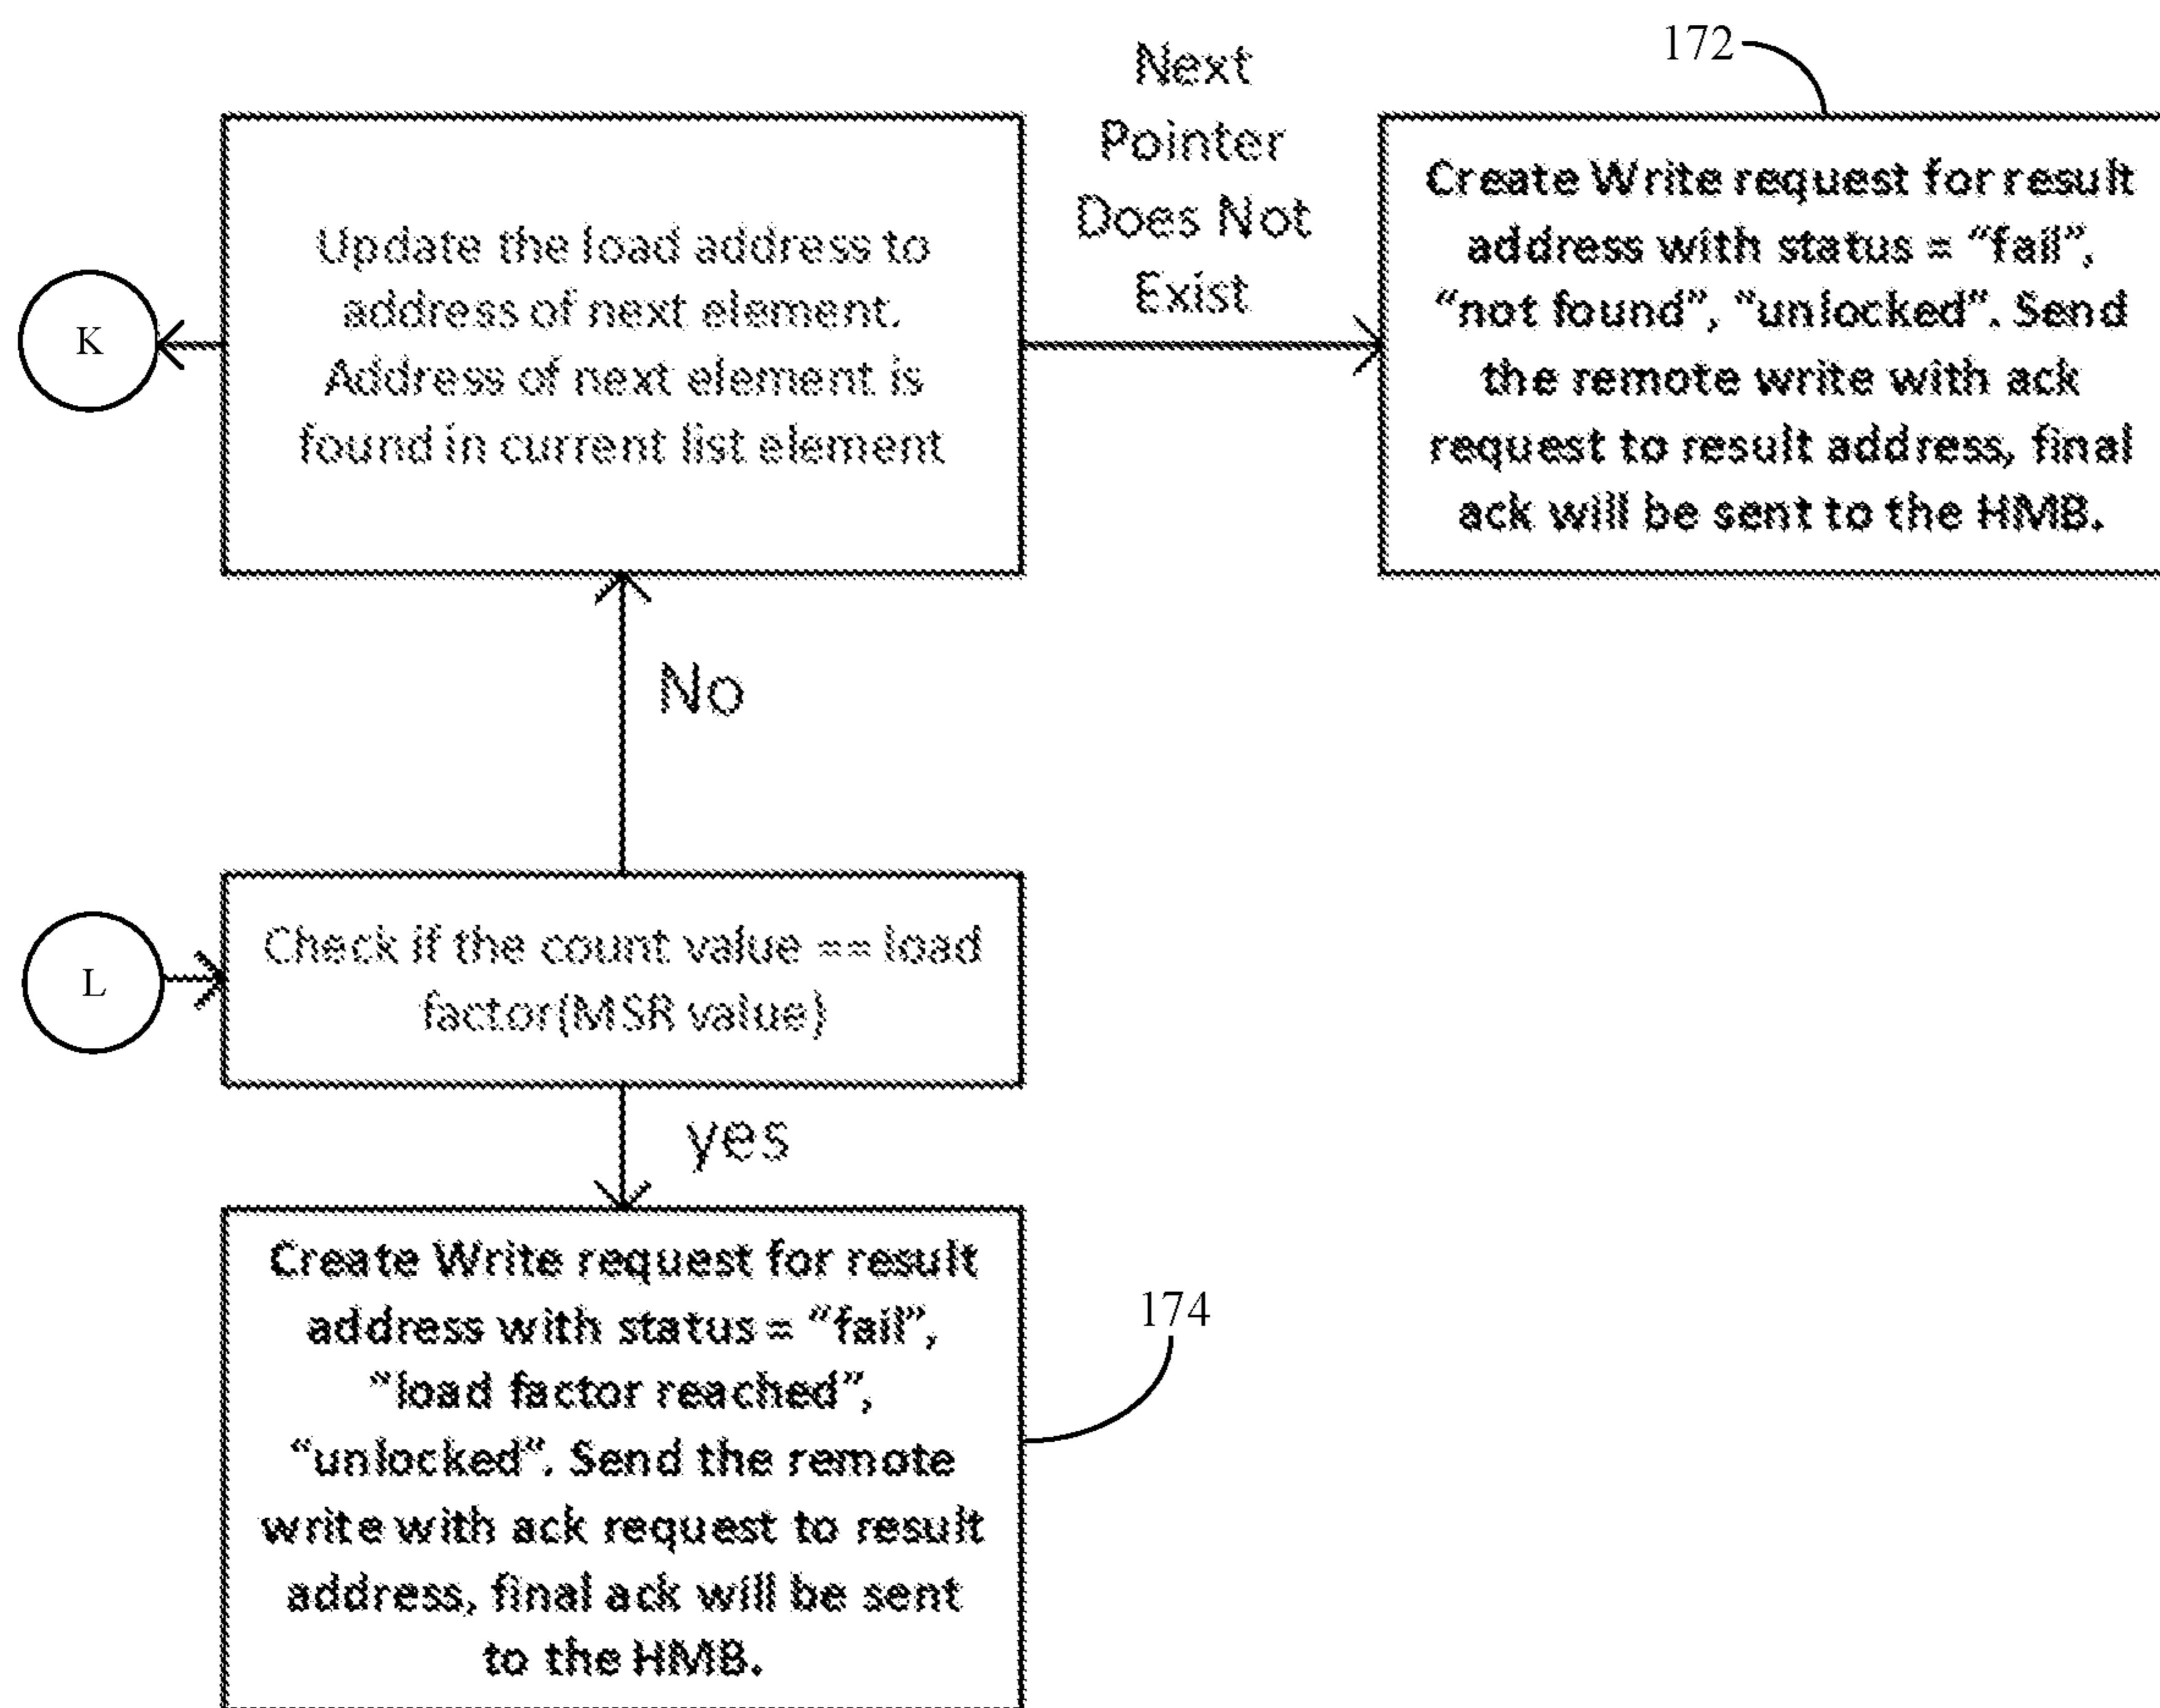 172
Next
Pointer
Does Not
Exist
Update the load address to
address of next element.
Address of next element is
found in current list element
K
Create Write request for result
address with status = “fail”,
“not found”, “unlocked”. Send
the remote write with ack
request to result address, final
ack will be sent to the HMB.
No
L
Check if the count value == load
factor(MSR value)
yes
Create Write request for result
address with status = “fail”,
“load factor reached”,
“unlocked”. Send the remote
write with ack request to result
address, final ack will be sent
to the HMB.
174